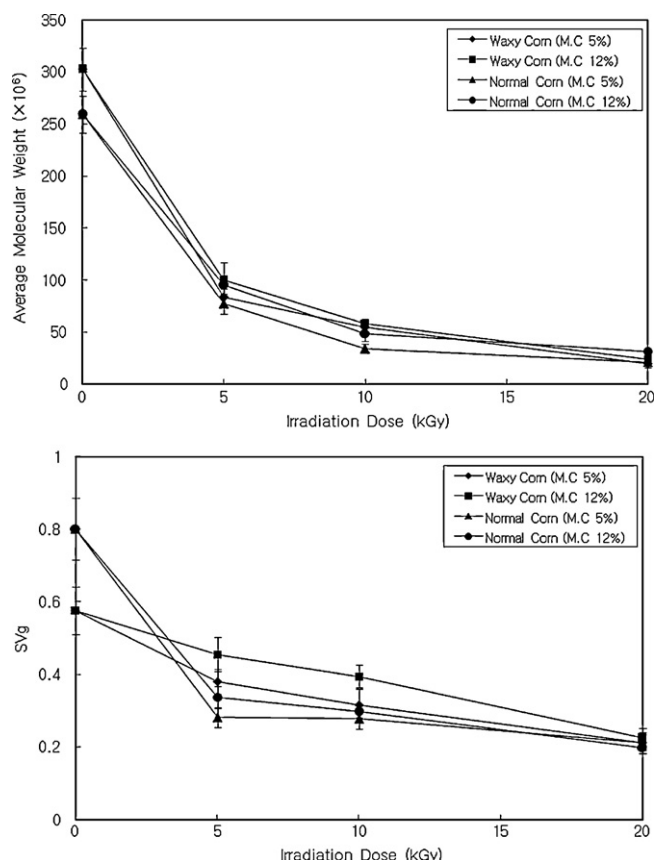 350
300
250
200
150
100
50
0
Average Molecular Weight (×10⁶)
Waxy Corn (M.C 5%)
Waxy Corn (M.C 12%)
Normal Corn (M.C 5%)
Normal Corn (M.C 12%)
0 5 10 15 20
Irradiation Dose (kGy)
1
0.8
0.6
0.4
0.2
0
SVg
Waxy Corn (M.C 5%)
Waxy Corn (M.C 12%)
Normal Corn (M.C 5%)
Normal Corn (M.C 12%)
0 5 10 15 20
Irradiation Dose (kGy)